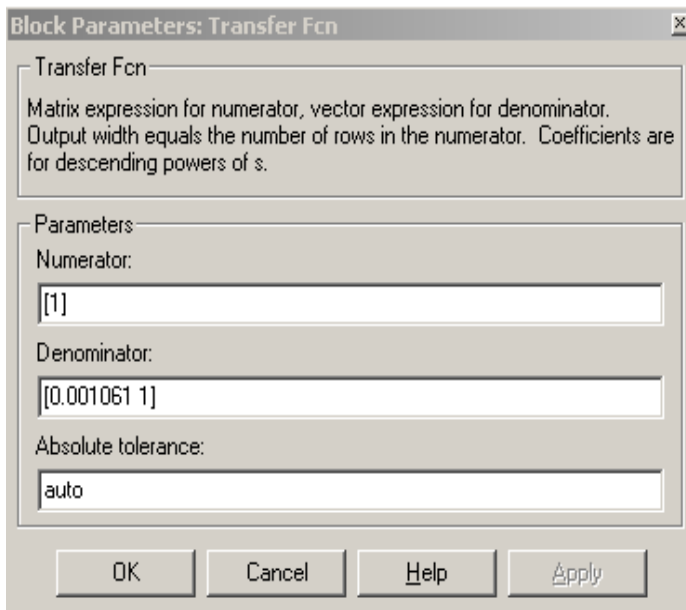 Block Parameters: Transfer Fcn
Transfer Fcn
Matrix expression for numerator, vector expression for denominator.
Output width equals the number of rows in the numerator. Coefficients are
for descending powers of s.
Parameters
Numerator:
[1]
Denominator:
[0.001061 1]
Absolute tolerance:
auto
OK Cancel Help Apply